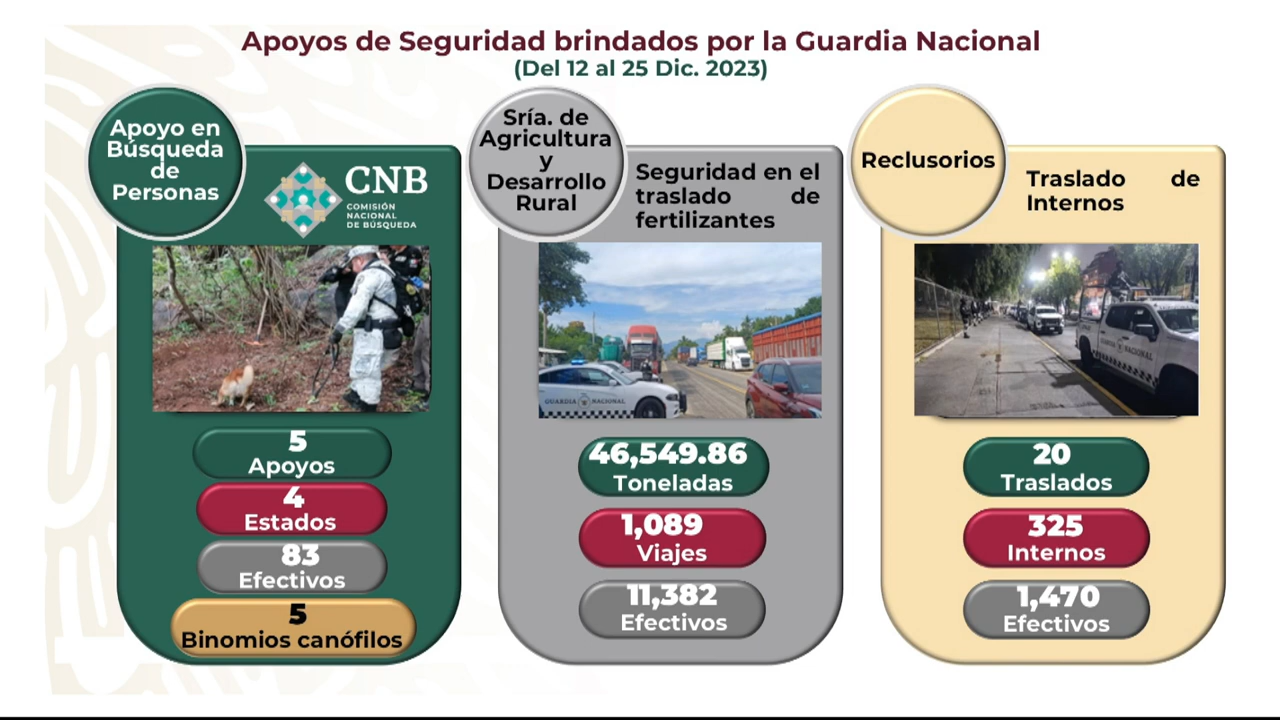 Apoyos de Seguridad brindados por la Guardia Nacional
(Del 12 al 25 Dic. 2023)
Apoyo en
Búsqueda
de
Personas
CNB
COMISIÓN
NACIONAL
DE BÚSQUEDA
5
Apoyos
4
Estados
83
Efectivos
5
Binomios canófilos
Sría. de
Agricultura
y
Desarrollo
Rural
Seguridad en el
traslado de
fertilizantes
GUARDIA NACIONAL
46,549.86
Toneladas
1,089
Viajes
11,382
Efectivos
Reclusorios
Traslado de
Internos
GUARDIA NACIONAL
20
Traslados
325
Internos
1,470
Efectivos